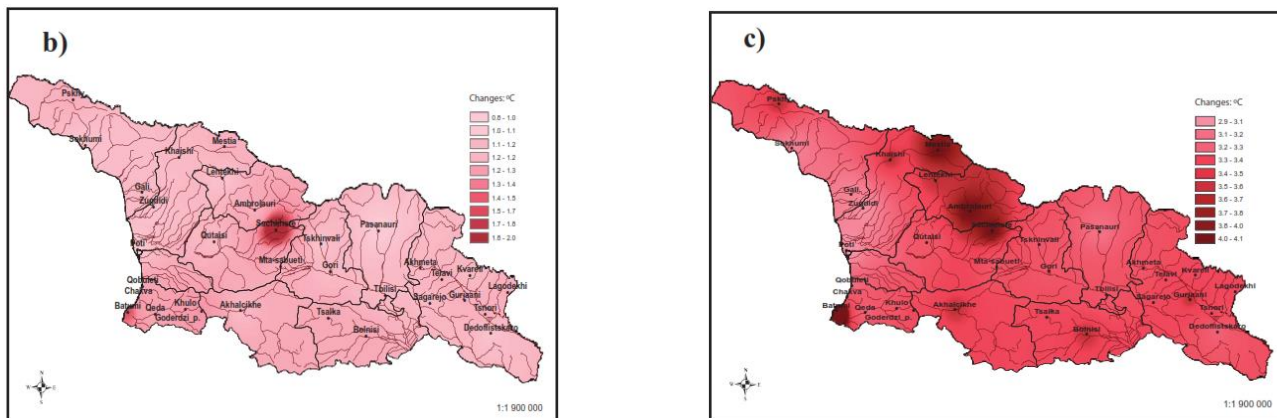 b)
Changes: ºC
0.8 - 1.0
1.0 - 1.1
1.1 - 1.2
1.2 - 1.2
1.2 - 1.3
1.3 - 1.4
1.4 - 1.5
1.5 - 1.7
1.7 - 1.8
1.8 - 2.0
Pskhu
Sokhumi
Khaishi
Mestia
Lentekhi
Gali
Zugdidi
Ambrolauri
Sachkhere
Poti
Qutaisi
Tskhinvali
Pasanauri
Mta-sabueti
Gori
Akhmeta
Telavi
Kvareli
Qobuleti
Chakva
Tbilisi
Lagodekhi
Batumi
Qeda
Khulo
Akhalcikhe
Sagarejo
Gurjaani
Goderdzi_p.
Tsalka
Tsnori
Bolnisi
Dedoflistskaro
N
W
E
S
1:1 900 000
c)
Changes: ºC
2.9 - 3.1
3.1 - 3.2
3.2 - 3.3
3.3 - 3.4
3.4 - 3.5
3.5 - 3.6
3.6 - 3.7
3.7 - 3.8
3.8 - 4.0
4.0 - 4.1
Pskhu
Sokhumi
Khaishi
Mestia
Lentekhi
Gali
Zugdidi
Ambrolauri
Poti
Qutaisi
Tskhinvali
Pasanauri
Mta-sabueti
Gori
Akhmeta
Telavi
Kvareli
Qobuleti
Chakva
Tbilisi
Lagodekhi
Batumi
Qeda
Khulo
Akhalcikhe
Sagarejo
Gurjaani
Goderdzi_p.
Tsalka
Tsnori
Bolnisi
Dedoflistskaro
N
W
E
S
1:1 900 000